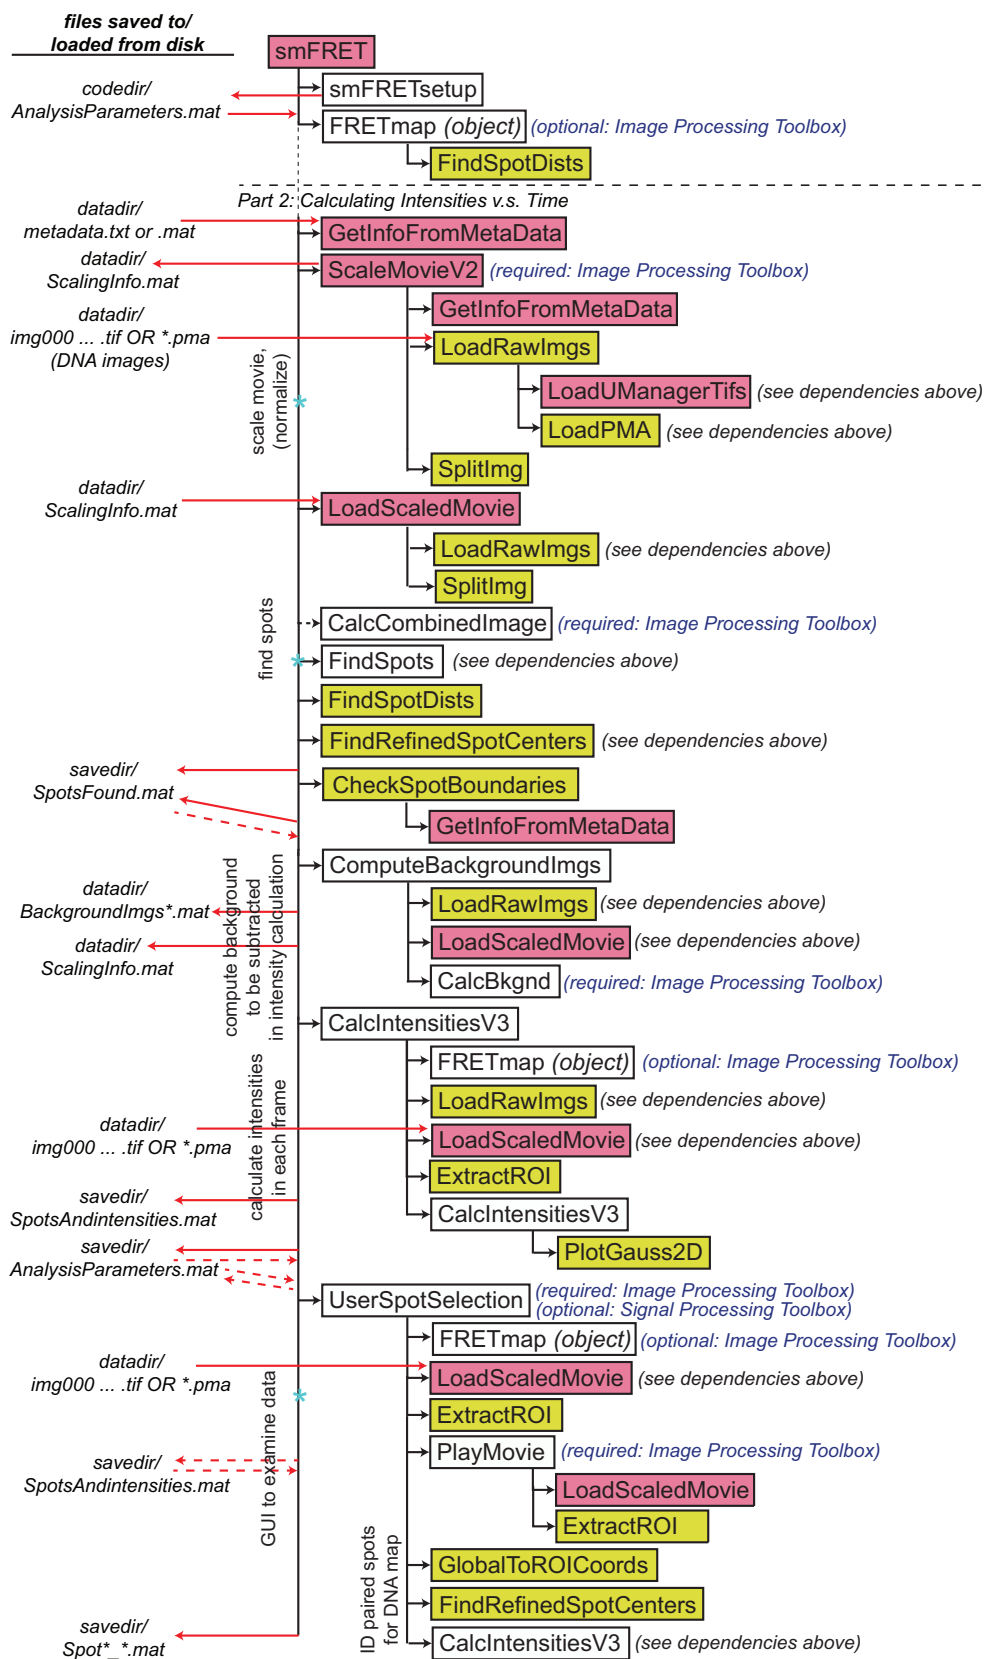 files saved to/
loaded from disk
smFRET
smFRETsetup
codedir/
AnalysisParameters.mat
FRETmap (object) (optional: Image Processing Toolbox)
FindSpotDists
Part 2: Calculating Intensities v.s. Time
datadir/
metadata.txt or .mat
GetInfoFromMetaData
datadir/
ScalingInfo.mat
ScaleMovieV2 (required: Image Processing Toolbox)
GetInfoFromMetaData
datadir/
img000 ... .tif OR *.pma
(DNA images)
LoadRawImgs
scale movie,
(normalize)
*
LoadUManagerTifs (see dependencies above)
LoadPMA (see dependencies above)
SplitImg
datadir/
ScalingInfo.mat
LoadScaledMovie
LoadRawImgs (see dependencies above)
SplitImg
find spots
CalcCombinedImage (required: Image Processing Toolbox)
*
FindSpots (see dependencies above)
FindSpotDists
FindRefinedSpotCenters (see dependencies above)
savedir/
SpotsFound.mat
CheckSpotBoundaries
GetInfoFromMetaData
compute background
to be subtracted
in intensity calculation
ComputeBackgroundImgs
datadir/
BackgroundImgs*.mat
LoadRawImgs (see dependencies above)
datadir/
ScalingInfo.mat
LoadScaledMovie (see dependencies above)
CalcBkgnd (required: Image Processing Toolbox)
CalcIntensitiesV3
calculate intensities
in each frame
FRETmap (object) (optional: Image Processing Toolbox)
LoadRawImgs (see dependencies above)
datadir/
img000 ... .tif OR *.pma
LoadScaledMovie (see dependencies above)
ExtractROI
savedir/
SpotsAndintensities.mat
CalcIntensitiesV3
savedir/
AnalysisParameters.mat
PlotGauss2D
UserSpotSelection (required: Image Processing Toolbox)
(optional: Signal Processing Toolbox)
FRETmap (object) (optional: Image Processing Toolbox)
datadir/
img000 ... .tif OR *.pma
LoadScaledMovie (see dependencies above)
*
GUI to examine data
ExtractROI
PlayMovie (required: Image Processing Toolbox)
savedir/
SpotsAndintensities.mat
LoadScaledMovie
ExtractROI
ID paired spots
for DNA map
GlobalToROICoords
FindRefinedSpotCenters
savedir/
Spot*_*.mat
CalcIntensitiesV3 (see dependencies above)